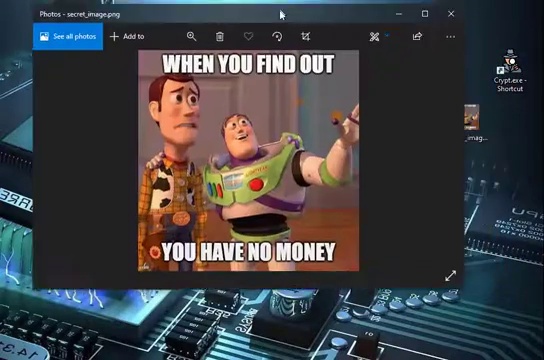 Photos - secret_image.png
See all photos
Add to
WHEN YOU FIND OUT
YOU HAVE NO MONEY
Crypt.exe -
Shortcut